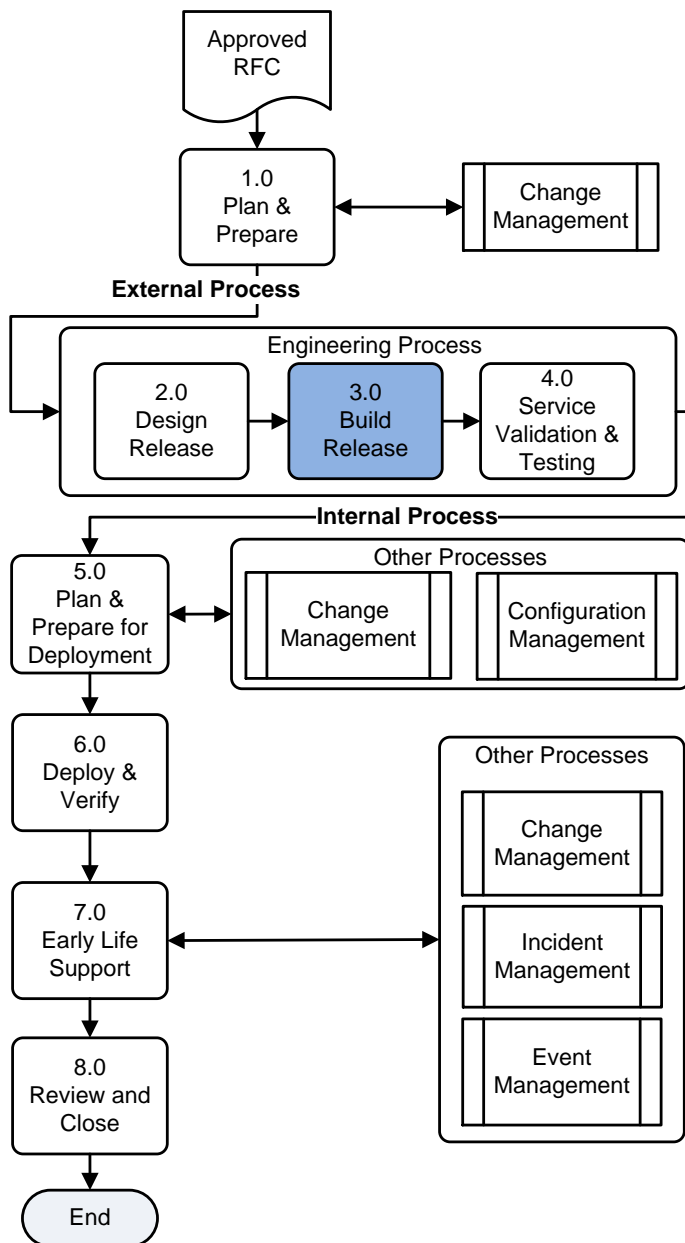 Approved
RFC
1.0
Plan &
Prepare
Change
Management
External Process
Engineering Process
2.0
Design
Release
3.0
Build
Release
4.0
Service
Validation &
Testing
Internal Process
5.0
Plan &
Prepare for
Deployment
Other Processes
Change
Management
Configuration
Management
6.0
Deploy &
Verify
Other Processes
Change
Management
7.0
Early Life
Support
Incident
Management
Event
Management
8.0
Review and
Close
End